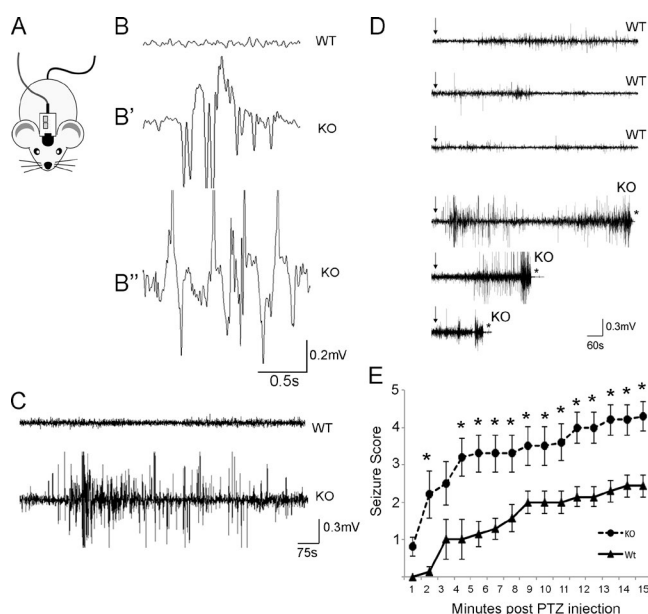 A
B
WT
B'
KO
B"
KO
0.2mV
0.5s
C
WT
KO
0.3mV
75s
D
WT
WT
WT
KO
*
KO
*
KO
*
0.3mV
60s
E
5
4
3
2
1
Seizure Score
* * * * * * * * * * * * *
KO
Wt
1 2 3 4 5 6 7 8 9 10 11 12 13 14 15
Minutes post PTZ injection